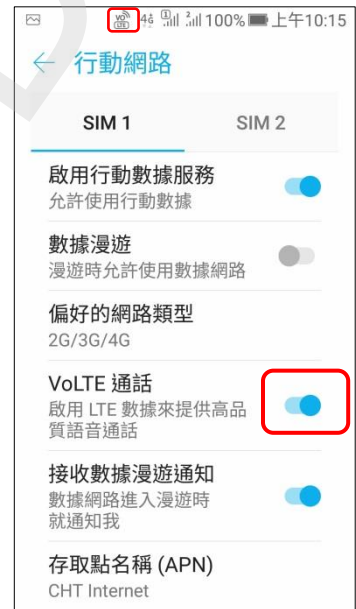 VoLTE 4G 1 2 100% 上午10:15
行動網路
SIM 1 SIM 2
啟用行動數據服務
允許使用行動數據
數據漫遊
漫遊時允許使用數據網路
偏好的網路類型
2G/3G/4G
VoLTE 通話
啟用 LTE 數據來提供高品
質語音通話
接收數據漫遊通知
數據網路進入漫遊時
就通知我
存取點名稱 (APN)
CHT Internet